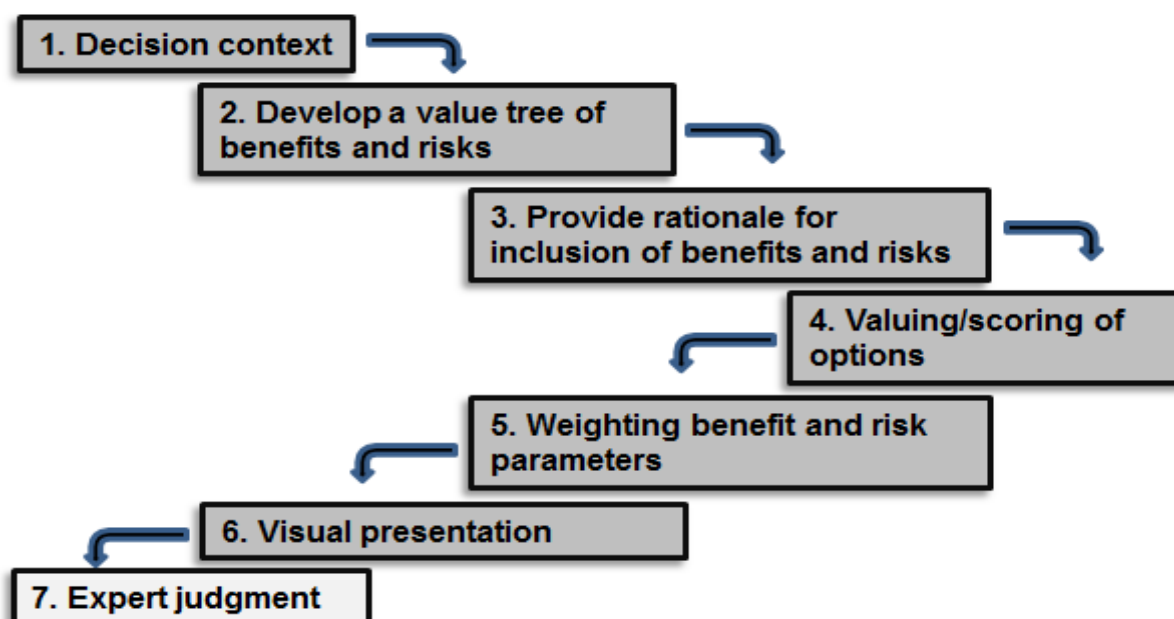 1. Decision context
2. Develop a value tree of
benefits and risks
3. Provide rationale for
inclusion of benefits and risks
4. Valuing/scoring of
options
5. Weighting benefit and risk
parameters
6. Visual presentation
7. Expert judgment